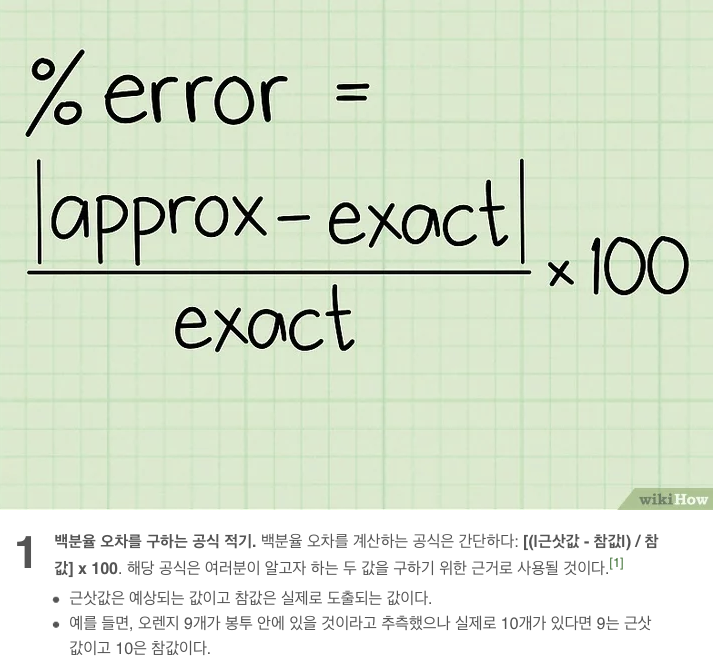 % error =
|approx - exact|
x 100
exact
wikiHow
1 백분율 오차를 구하는 공식 적기. 백분율 오차를 계산하는 공식은 간단하다: [(|근삿값 - 참값|) / 참
값] x 100. 해당 공식은 여러분이 알고자 하는 두 값을 구하기 위한 근거로 사용될 것이다.[1]
• 근삿값은 예상되는 값이고 참값은 실제로 도출되는 값이다.
• 예를 들면, 오렌지 9개가 봉투 안에 있을 것이라고 추측했으나 실제로 10개가 있다면 9는 근삿
값이고 10은 참값이다.